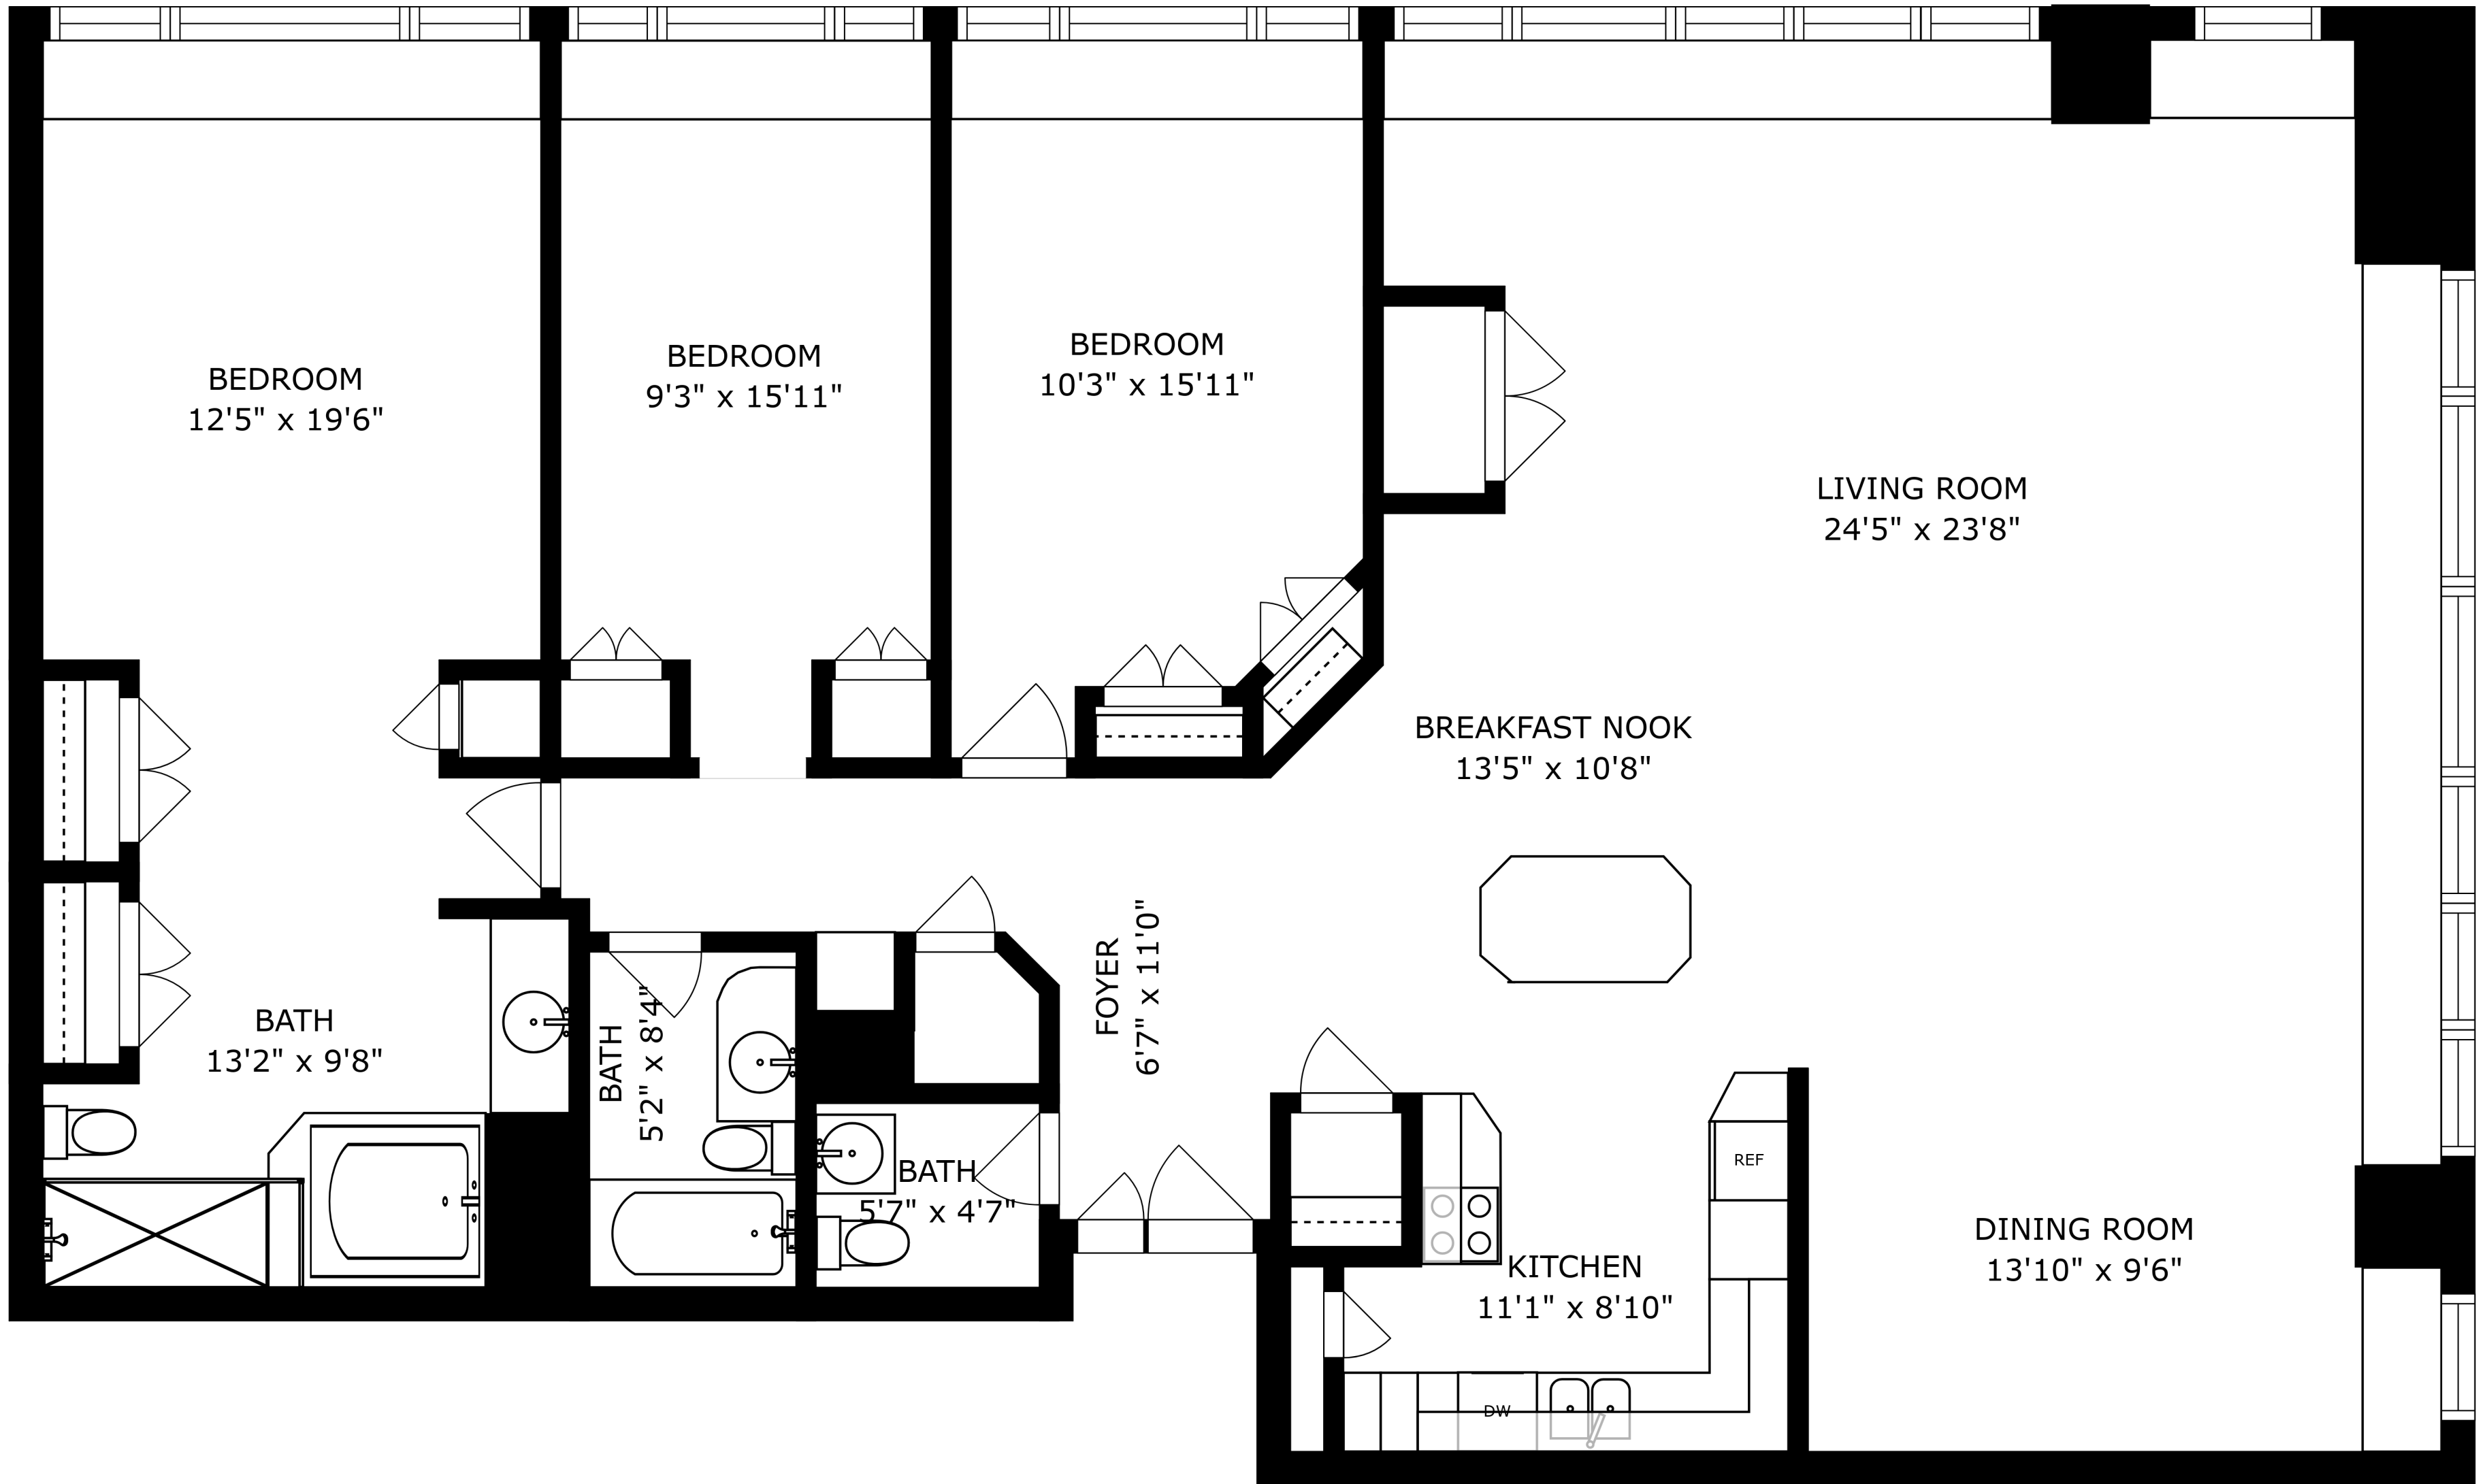 BEDROOM
12'5" x 19'6"
BEDROOM
9'3" x 15'11"
BEDROOM
10'3" x 15'11"
LIVING ROOM
24'5" x 23'8"
BREAKFAST NOOK
13'5" x 10'8"
BATH
13'2" x 9'8"
BATH
5'2" x 8'4"
FOYER
6'7" x 11'0"
BATH
5'7" x 4'7"
REF
KITCHEN
11'1" x 8'10"
DW
DINING ROOM
13'10" x 9'6"